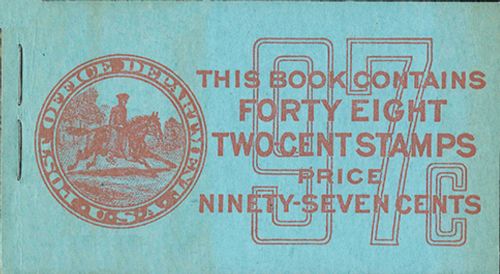 POST OFFICE DEPARTMENT
U.S.A.
97c
THIS BOOK CONTAINS
FORTY EIGHT
TWO-CENT STAMPS
PRICE
NINETY-SEVEN CENTS